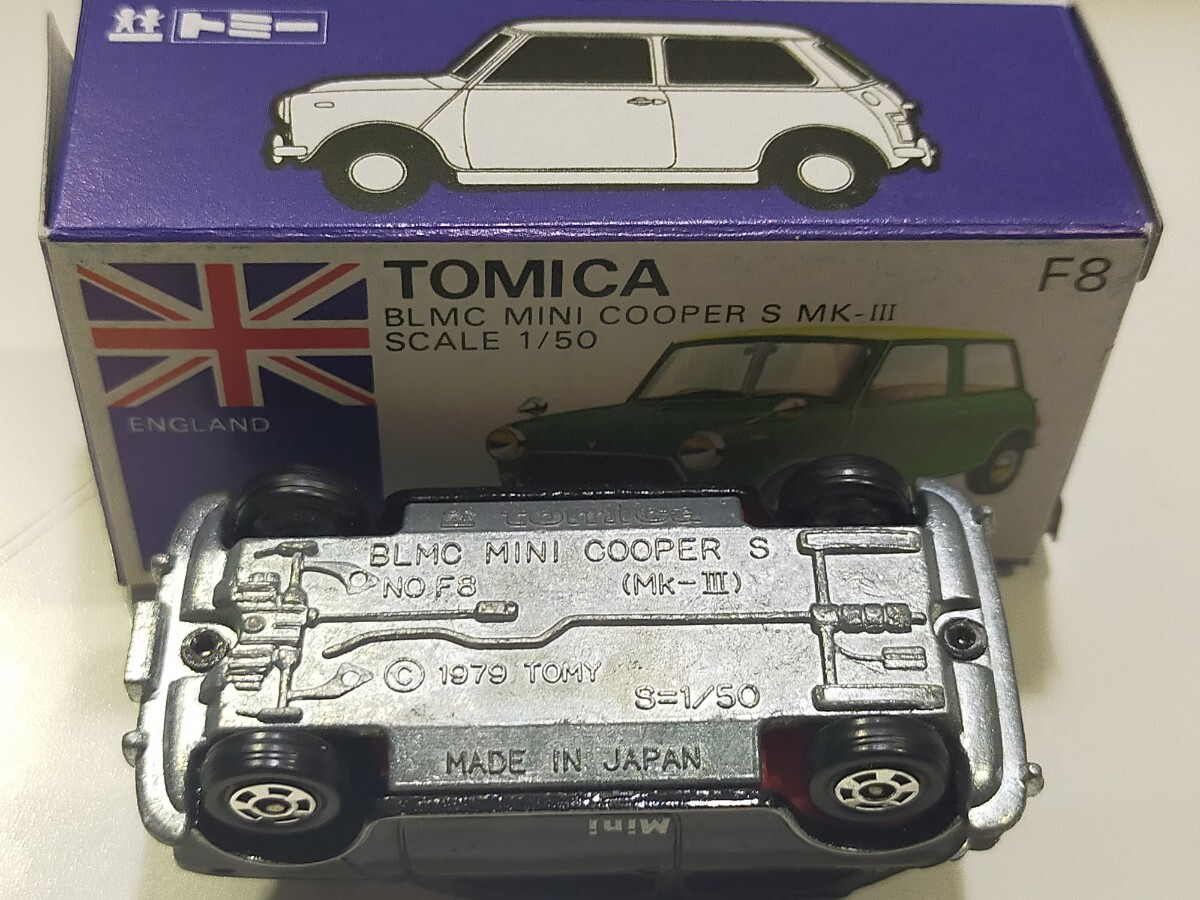 トミー
TOMICA
F8
BLMC MINI COOPER S MK-III
SCALE 1/50
ENGLAND
tomica
BLMC MINI COOPER S
NO.F8 (MK-III)
© 1979 TOMY
S=1/50
MADE IN JAPAN
Mini